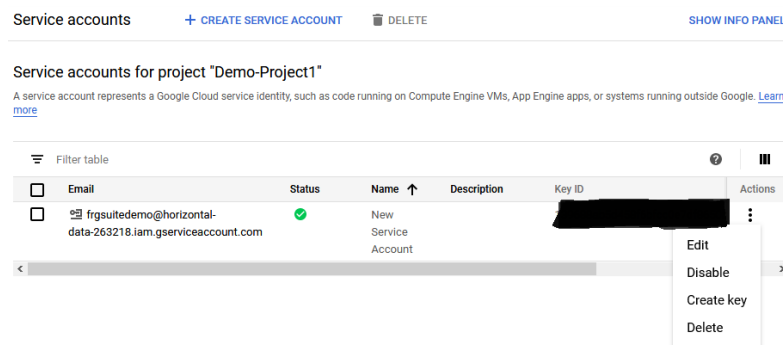 Service accounts + CREATE SERVICE ACCOUNT DELETE SHOW INFO PANEL
Service accounts for project "Demo-Project1"
A service account represents a Google Cloud service identity, such as code running on Compute Engine VMs, App Engine apps, or systems running outside Google. Learn
more
Filter table
Email Status Name Description Key ID Actions
frgsuitedemo@horizontal- New
data-263218.iam.gserviceaccount.com Service
Account
Edit
Disable
Create key
Delete